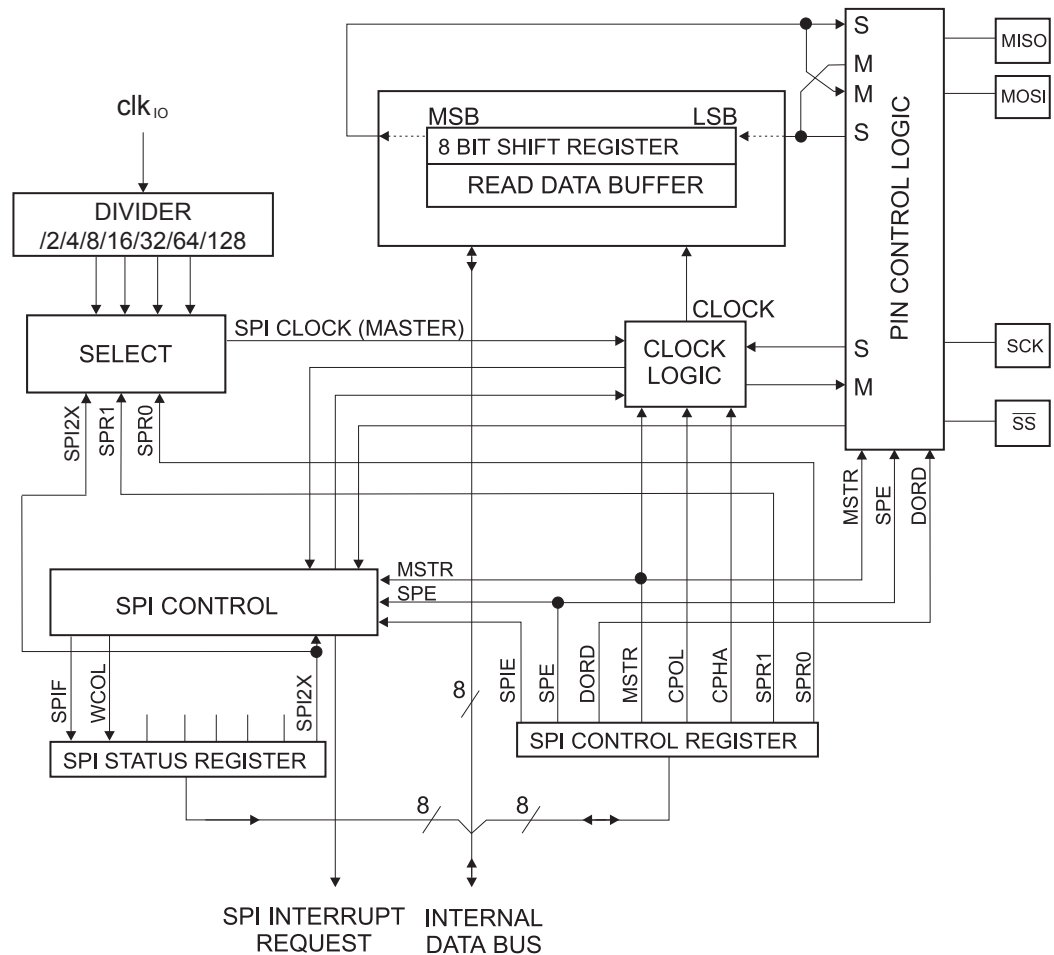 S
MISO
M
M
MOSI
clk IO
MSB
LSB
S
8 BIT SHIFT REGISTER
READ DATA BUFFER
PIN CONTROL LOGIC
DIVIDER
/2/4/8/16/32/64/128
CLOCK
SPI CLOCK (MASTER)
SELECT
CLOCK
LOGIC
S
SCK
M
SPI2X
SPR1
SPR0
SS
MSTR
SPE
DORD
MSTR
SPE
SPI CONTROL
SPIF
WCOL
SPI2X
8
SPIE
SPE
DORD
MSTR
CPOL
CPHA
SPR1
SPR0
SPI STATUS REGISTER
SPI CONTROL REGISTER
8
8
SPI INTERRUPT
REQUEST
INTERNAL
DATA BUS